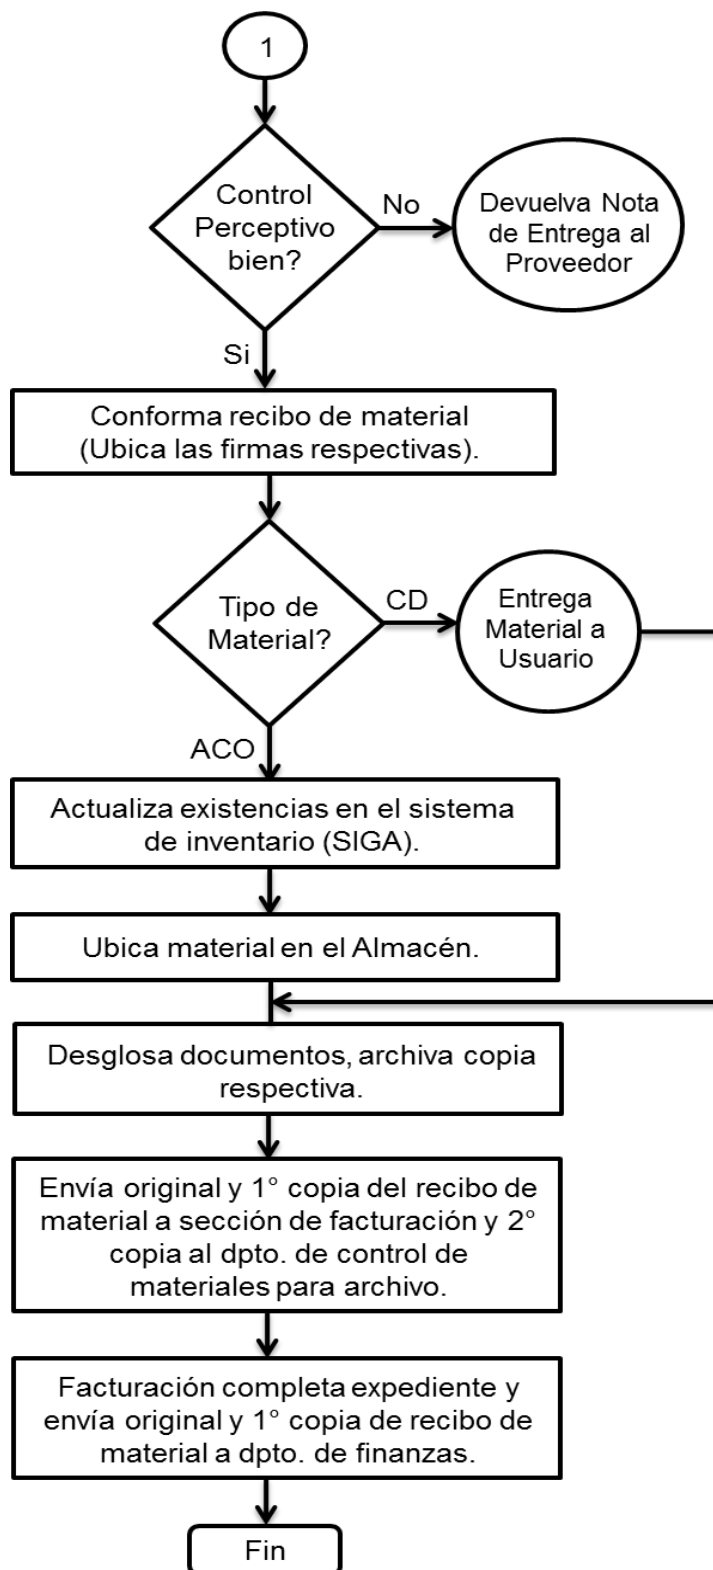 1
Control
Perceptivo
bien?
No
Devuelva Nota
de Entrega al
Proveedor
Si
Conforma recibo de material
(Ubica las firmas respectivas).
Tipo de
Material?
CD
Entrega
Material a
Usuario
ACO
Actualiza existencias en el sistema
de inventario (SIGA).
Ubica material en el Almacén.
Desglosa documentos, archiva copia
respectiva.
Envía original y 1° copia del recibo de
material a sección de facturación y 2°
copia al dpto. de control de
materiales para archivo.
Facturación completa expediente y
envía original y 1° copia de recibo de
material a dpto. de finanzas.
Fin